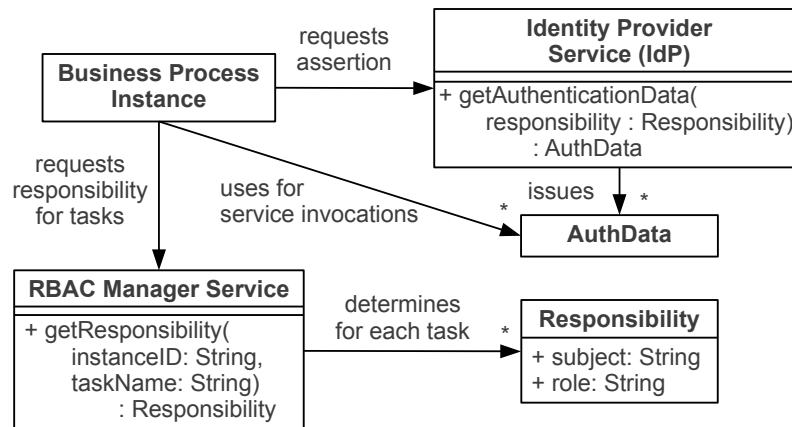 requests
assertion
Identity Provider
Service (IdP)
Business Process
Instance
+ getAuthenticationData(
responsibility : Responsibility)
: AuthData
requests
responsibility
for tasks
uses for
service invocations
*
issues
*
AuthData
RBAC Manager Service
+ getResponsibility(
instanceID: String,
taskName: String)
: Responsibility
determines
for each task
*
Responsibility
+ subject: String
+ role: String